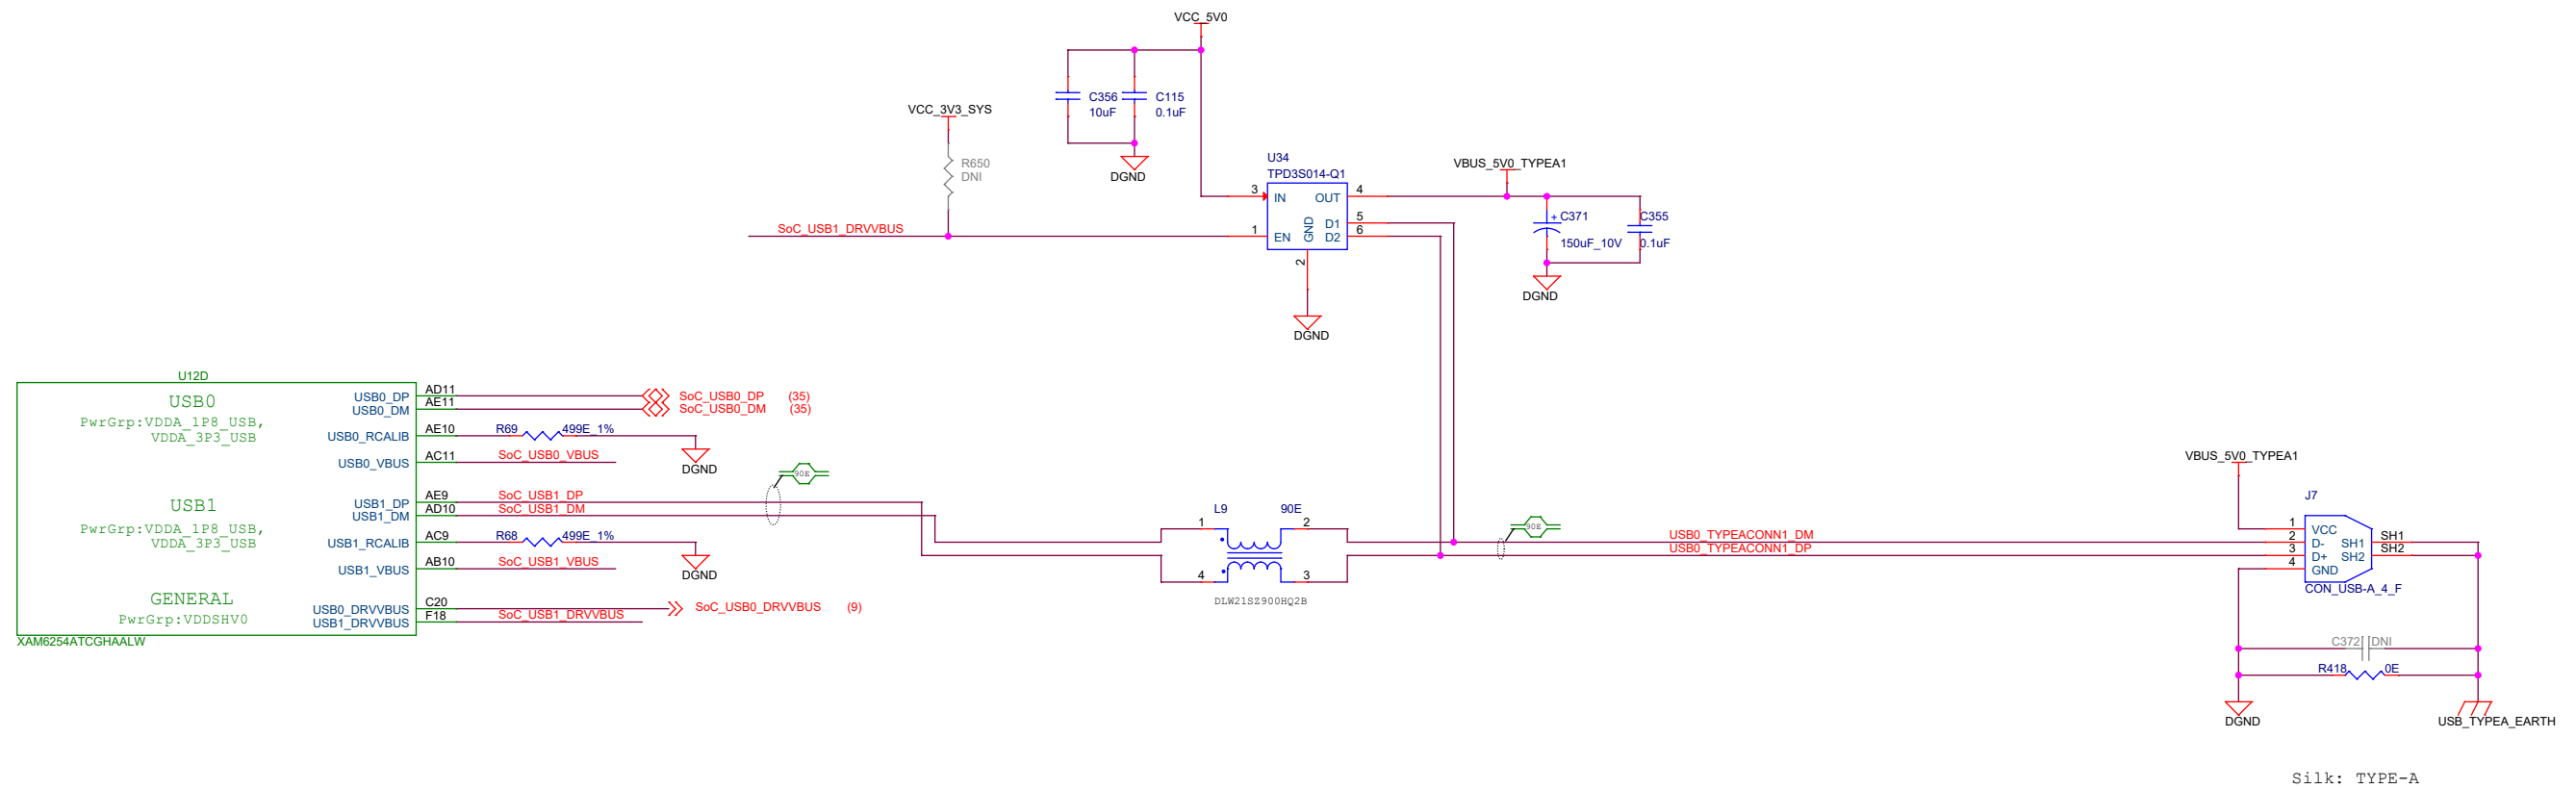 VCC_5V0
C356
10uF
C115
0.1uF
DGND
VCC_3V3_SYS
R650
DNI
SoC_USB1_DRVVBUS
U34
TPD3S014-Q1
3
IN
1
EN
GND
2
OUT
4
D1
5
D2
6
DGND
VBUS_5V0_TYPEA1
+
C371
150uF_10V
C355
0.1uF
DGND
U12D
USB0
PwrGrp:VDDA_1P8_USB,
VDDA_3P3_USB
USB0_DP
AD11
SoC_USB0_DP (35)
USB0_DM
AE11
SoC_USB0_DM (35)
USB0_RCALIB
AE10
R69
499E_1%
DGND
USB0_VBUS
AC11
SoC_USB0_VBUS
USB1
PwrGrp:VDDA_1P8_USB,
VDDA_3P3_USB
USB1_DP
AE9
SoC_USB1_DP
USB1_DM
AD10
SoC_USB1_DM
90E
USB1_RCALIB
AC9
R68
499E_1%
DGND
USB1_VBUS
AB10
SoC_USB1_VBUS
GENERAL
PwrGrp:VDDSHV0
USB0_DRVVBUS
C20
SoC_USB0_DRVVBUS (9)
USB1_DRVVBUS
F18
SoC_USB1_DRVVBUS
XAM6254ATCGHAALW
L9
90E
1
2
4
3
DLW21SZ900HQ2B
90E
USB0_TYPEACONN1_DM
USB0_TYPEACONN1_DP
VBUS_5V0_TYPEA1
J7
1
VCC
2
D-
3
D+
4
GND
SH1
SH1
SH2
SH2
CON_USB-A_4_F
C372
DNI
R418
0E
DGND
USB_TYPEA_EARTH
Silk: TYPE-A